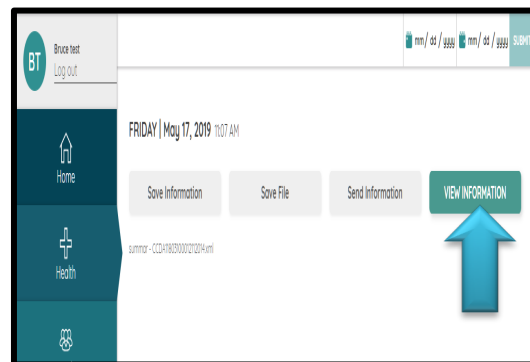 BT
Bruce test
Log out
mm / dd / yyyy mm / dd / yyyy SUBMIT
FRIDAY | May 17, 2019 11:07 AM
Home
Save Information Save File Send Information VIEW INFORMATION
Health